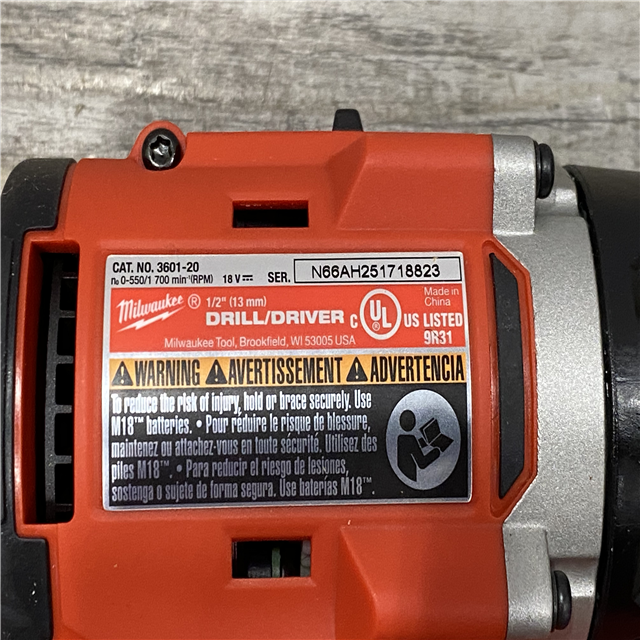 CAT. NO. 3601-20
n₀ 0-550/1 700 min⁻¹(RPM) 18 V⎓ SER. N66AH251718823
Milwaukee ® 1/2" (13 mm)
DRILL/DRIVER
Milwaukee Tool, Brookfield, WI 53005 USA
C UL US LISTED
9R31
Made in
China
WARNING AVERTISSEMENT ADVERTENCIA
To reduce the risk of injury, hold or brace securely. Use
M18™ batteries. • Pour réduire le risque de blessure,
maintenez ou attachez-vous en toute sécurité. Utilisez des
piles M18™. • Para reducir el riesgo de lesiones,
sostenga o sujete de forma segura. Use baterías M18™